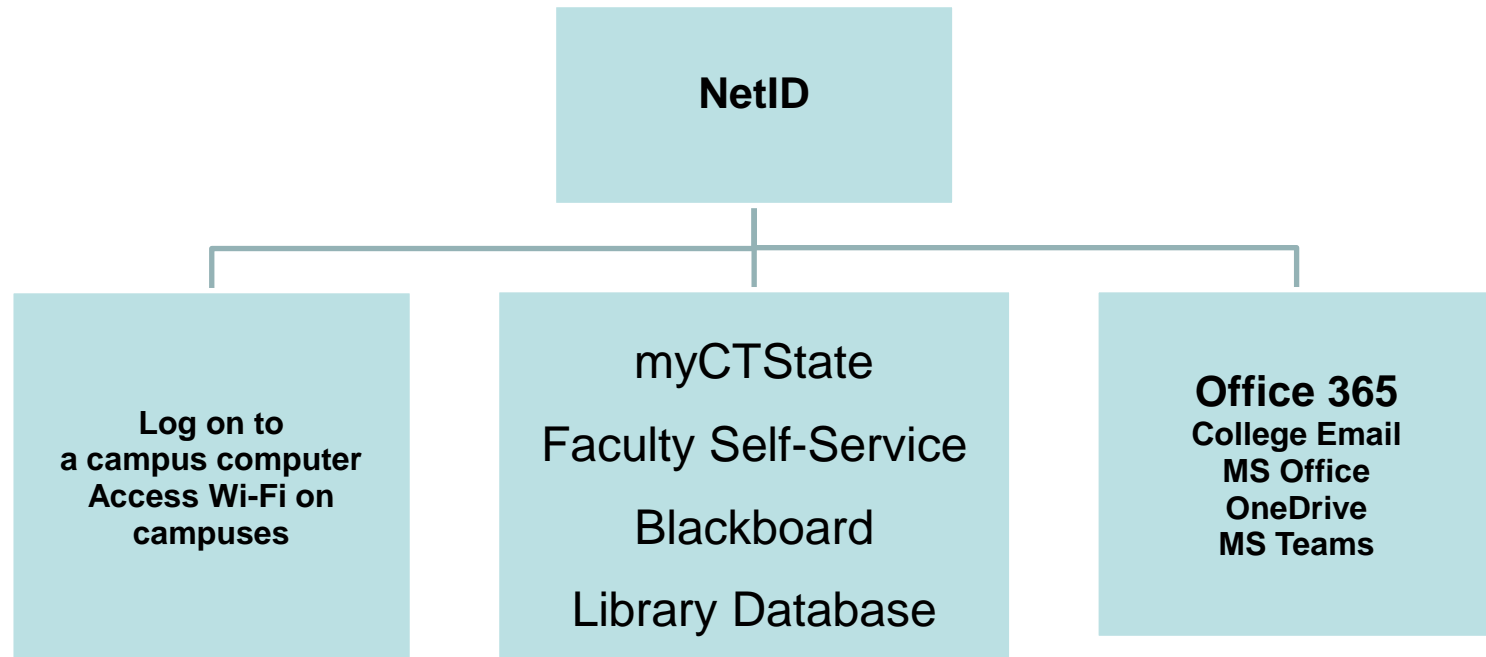 NetID
Log on to
a campus computer
Access Wi-Fi on
campuses
myCTState
Faculty Self-Service
Blackboard
Library Database
Office 365
College Email
MS Office
OneDrive
MS Teams